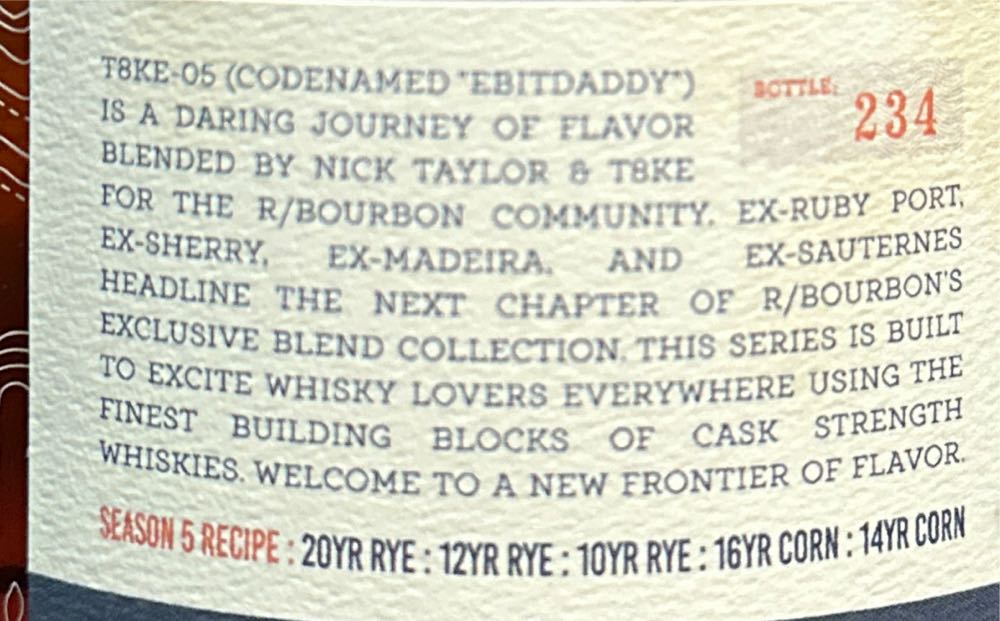 T8KE-05 (CODENAMED "EBITDADDY")
IS A DARING JOURNEY OF FLAVOR
BLENDED BY NICK TAYLOR & T8KE
BOTTLE: 234
FOR THE R/BOURBON COMMUNITY. EX-RUBY PORT,
EX-SHERRY, EX-MADEIRA, AND EX-SAUTERNES
HEADLINE THE NEXT CHAPTER OF R/BOURBON'S
EXCLUSIVE BLEND COLLECTION. THIS SERIES IS BUILT
TO EXCITE WHISKY LOVERS EVERYWHERE USING THE
FINEST BUILDING BLOCKS OF CASK STRENGTH
WHISKIES. WELCOME TO A NEW FRONTIER OF FLAVOR.
SEASON 5 RECIPE : 20YR RYE : 12YR RYE : 10YR RYE : 16YR CORN : 14YR CORN